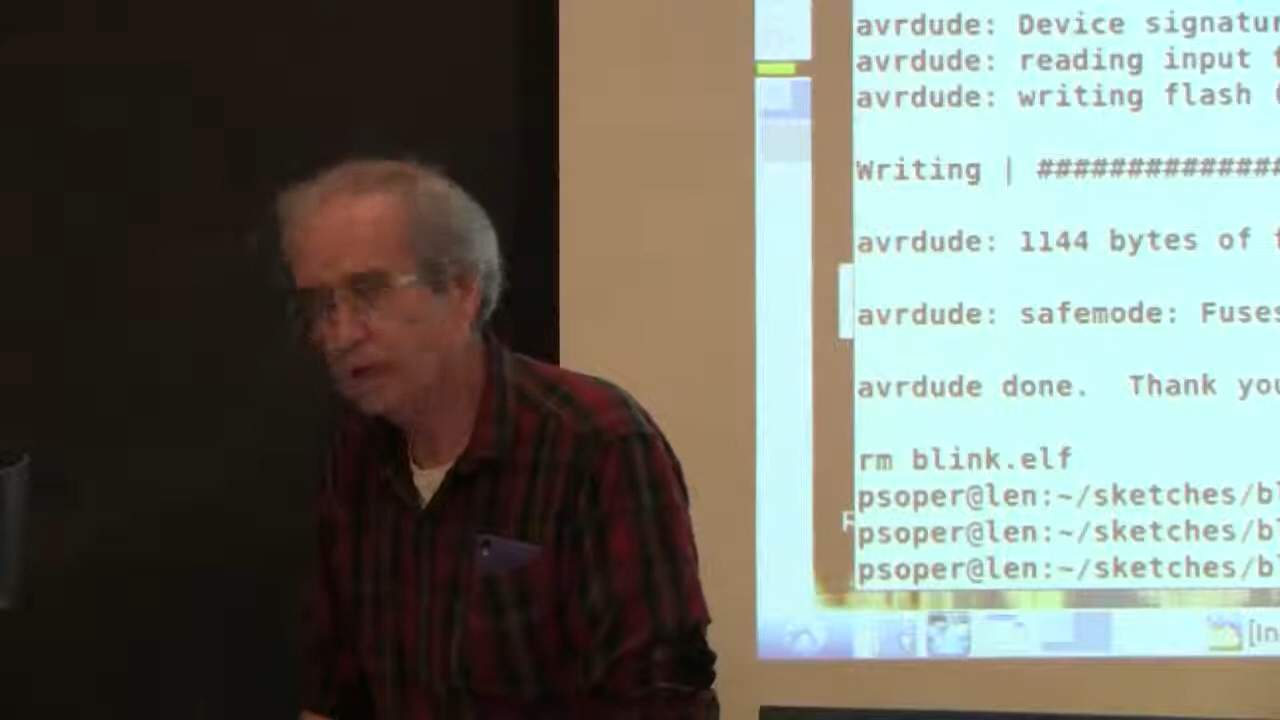 avrdude: Device signatur
avrdude: reading input f
avrdude: writing flash (
Writing | #############
avrdude: 1144 bytes of f
avrdude: safemode: Fuses
avrdude done.  Thank you
rm blink.elf
psoper@len:~/sketches/bl
psoper@len:~/sketches/bl
psoper@len:~/sketches/bl
[In